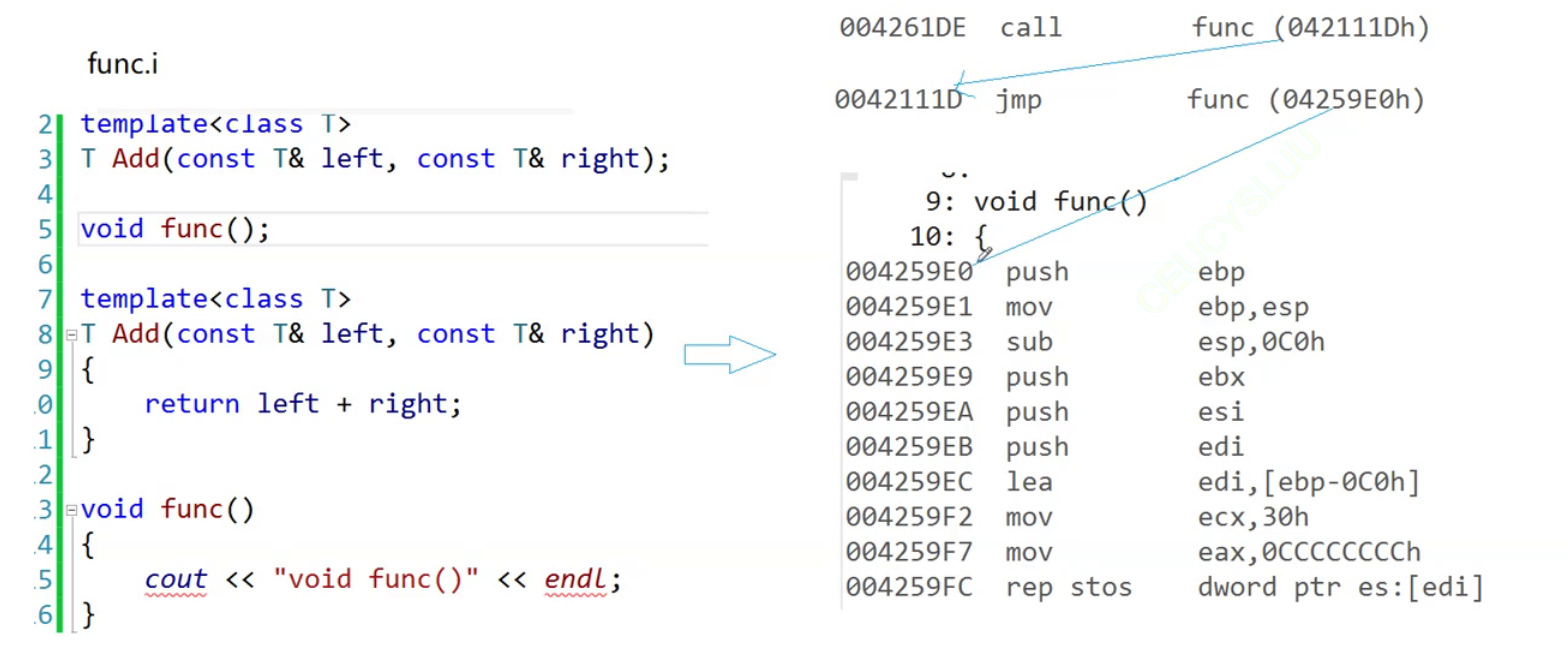 func.i
2 template<class T>
3 T Add(const T& left, const T& right);
4
5 void func();
6
7 template<class T>
8 T Add(const T& left, const T& right)
9 {
0 return left + right;
1 }
2
3 void func()
4 {
5 cout << "void func()" << endl;
6 }
004261DE call func (042111Dh)
0042111D jmp func (04259E0h)
9: void func()
10: {
004259E0 push ebp
004259E1 mov ebp,esp
004259E3 sub esp,0C0h
004259E9 push ebx
004259EA push esi
004259EB push edi
004259EC lea edi,[ebp-0C0h]
004259F2 mov ecx,30h
004259F7 mov eax,0CCCCCCCCh
004259FC rep stos dword ptr es:[edi]